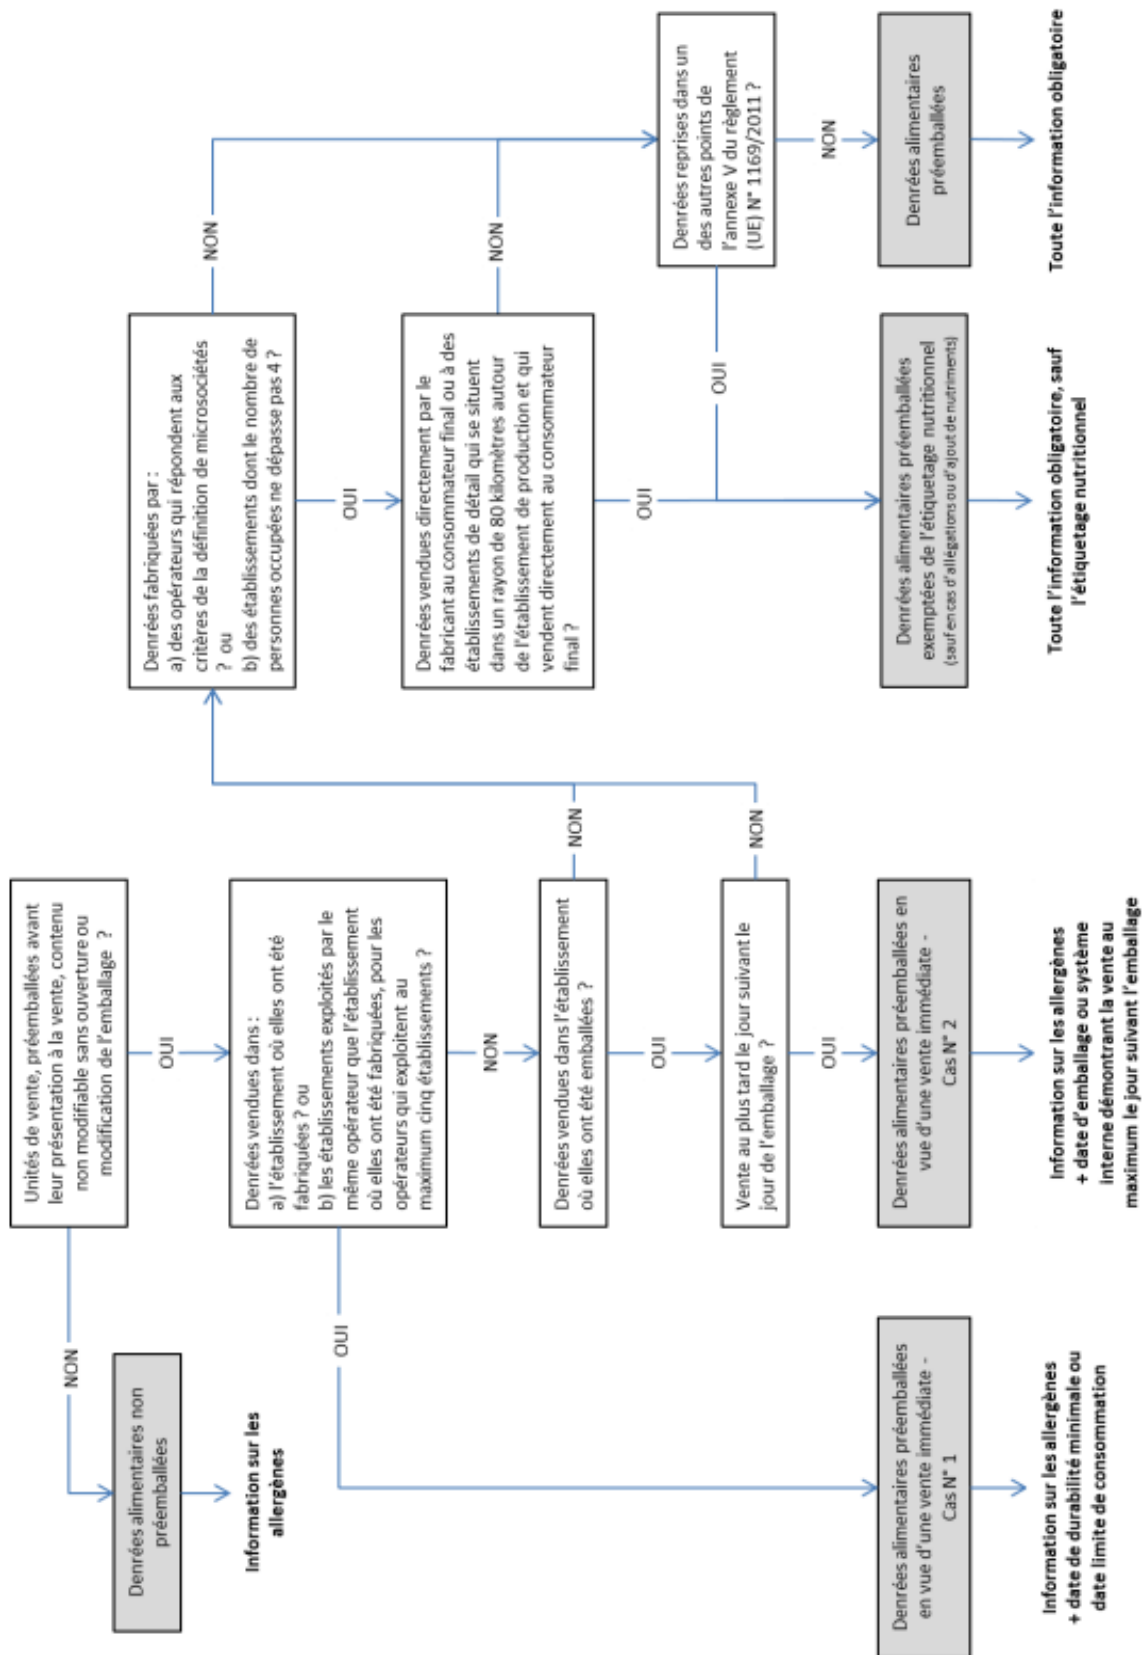 Unités de vente, préemballées avant
leur présentation à la vente, contenu
non modifiable sans ouverture ou
modification de l'emballage ?
NON
OUI
Denrées alimentaires non
préemballées
Information sur les
allergènes
Denrées vendues dans :
a) l'établissement où elles ont été
fabriquées ? ou
b) les établissements exploités par le
même opérateur que l'établissement
où elles ont été fabriquées, pour les
opérateurs qui exploitent au
maximum cinq établissements ?
OUI
NON
Denrées vendues dans l'établissement
où elles ont été emballées ?
NON
OUI
Vente au plus tard le jour suivant le
jour de l'emballage ?
NON
OUI
Denrées alimentaires préemballées
en vue d'une vente immédiate -
Cas N° 1
Information sur les allergènes
+ date de durabilité minimale ou
date limite de consommation
Denrées alimentaires préemballées en
vue d'une vente immédiate -
Cas N° 2
Information sur les allergènes
+ date d'emballage ou système
interne démontrant la vente au
maximum le jour suivant l'emballage
Denrées fabriquées par :
a) des opérateurs qui répondent aux
critères de la définition de microsociétés
? ou
b) des établissements dont le nombre de
personnes occupées ne dépasse pas 4 ?
NON
OUI
Denrées vendues directement par le
fabricant au consommateur final ou à des
établissements de détail qui se situent
dans un rayon de 80 kilomètres autour
de l'établissement de production et qui
vendent directement au consommateur
final ?
NON
OUI
Denrées reprises dans un
des autres points de
l'annexe V du règlement
(UE) N° 1169/2011 ?
OUI
NON
Denrées alimentaires préemballées
exemptées de l'étiquetage nutritionnel
(sauf en cas d'allégations ou d'ajout de nutriments)
Toute l'information obligatoire, sauf
l'étiquetage nutritionnel
Denrées alimentaires
préemballées
Toute l'information obligatoire